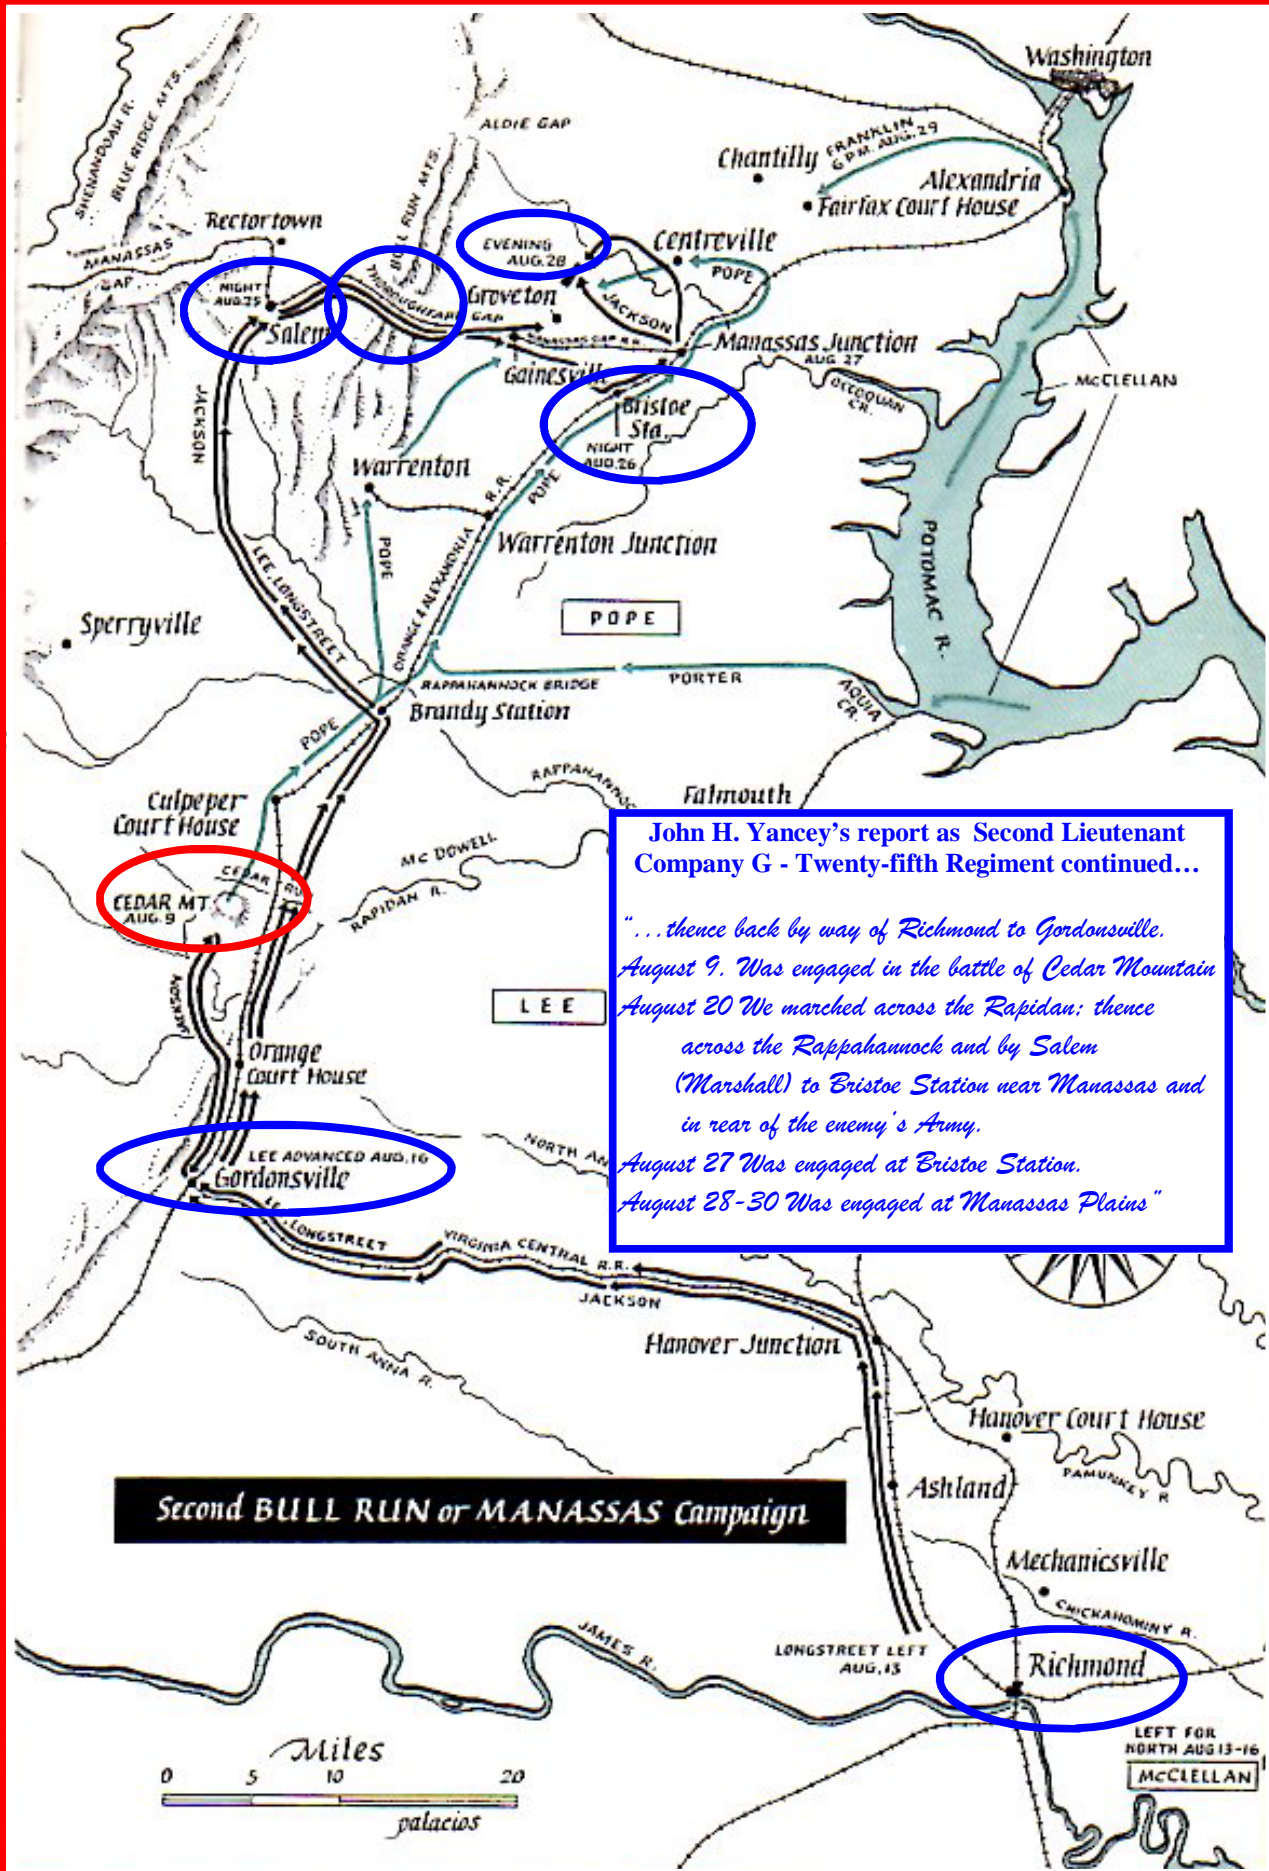 Washington
SHENANDOAH R.
BLUE RIDGE MTS.
ALDIE GAP
BULL RUN MTS.
Chantilly
FRANKLIN
6 P.M. AUG. 29
Alexandria
Fairfax Court House
Rectortown
MANASSAS
GAP
NIGHT
AUG. 25
Salem
THOROUGHFARE GAP
EVENING
AUG. 28
Centreville
POPE
Groveton
JACKSON
MANASSAS GAP R.R.
Manassas Junction
AUG. 27
Gainesville
OCCOQUAN
CR.
McCLELLAN
Bristoe
Sta.
NIGHT
AUG. 26
JACKSON
Warrenton
R.R.
POPE
Warrenton Junction
POPE
ORANGE & ALEXANDRIA
LEE, LONGSTREET
POTOMAC R.
Sperryville
POPE
RAPPAHANNOCK BRIDGE
PORTER
AQUIA
CR.
Brandy Station
POPE
RAPPAHANNOC
Falmouth
Culpeper
Court House
McDOWELL
RAPIDAN R.
CEDAR RU
CEDAR MT.
AUG. 9
John H. Yancey's report as Second Lieutenant
Company G - Twenty-fifth Regiment continued…
"...thence back by way of Richmond to Gordonsville.
August 9. Was engaged in the battle of Cedar Mountain
August 20 We marched across the Rapidan; thence
across the Rappahannock and by Salem
(Marshall) to Bristoe Station near Manassas and
in rear of the enemy's Army.
August 27 Was engaged at Bristoe Station.
August 28-30 Was engaged at Manassas Plains"
JACKSON
LEE
Orange
Court House
NORTH AN
LEE ADVANCED AUG. 16
Gordonsville
LEE, LONGSTREET
VIRGINIA CENTRAL R.R.
JACKSON
SOUTH ANNA R.
Hanover Junction
Hanover Court House
PAMUNKEY R
Ashland
Second BULL RUN or MANASSAS Campaign
Mechanicsville
CHICKAHOMINY R.
JAMES R.
LONGSTREET LEFT
AUG. 13
Richmond
LEFT FOR
NORTH AUG 13-16
McCLELLAN
Miles
0 5 10 20
palacios